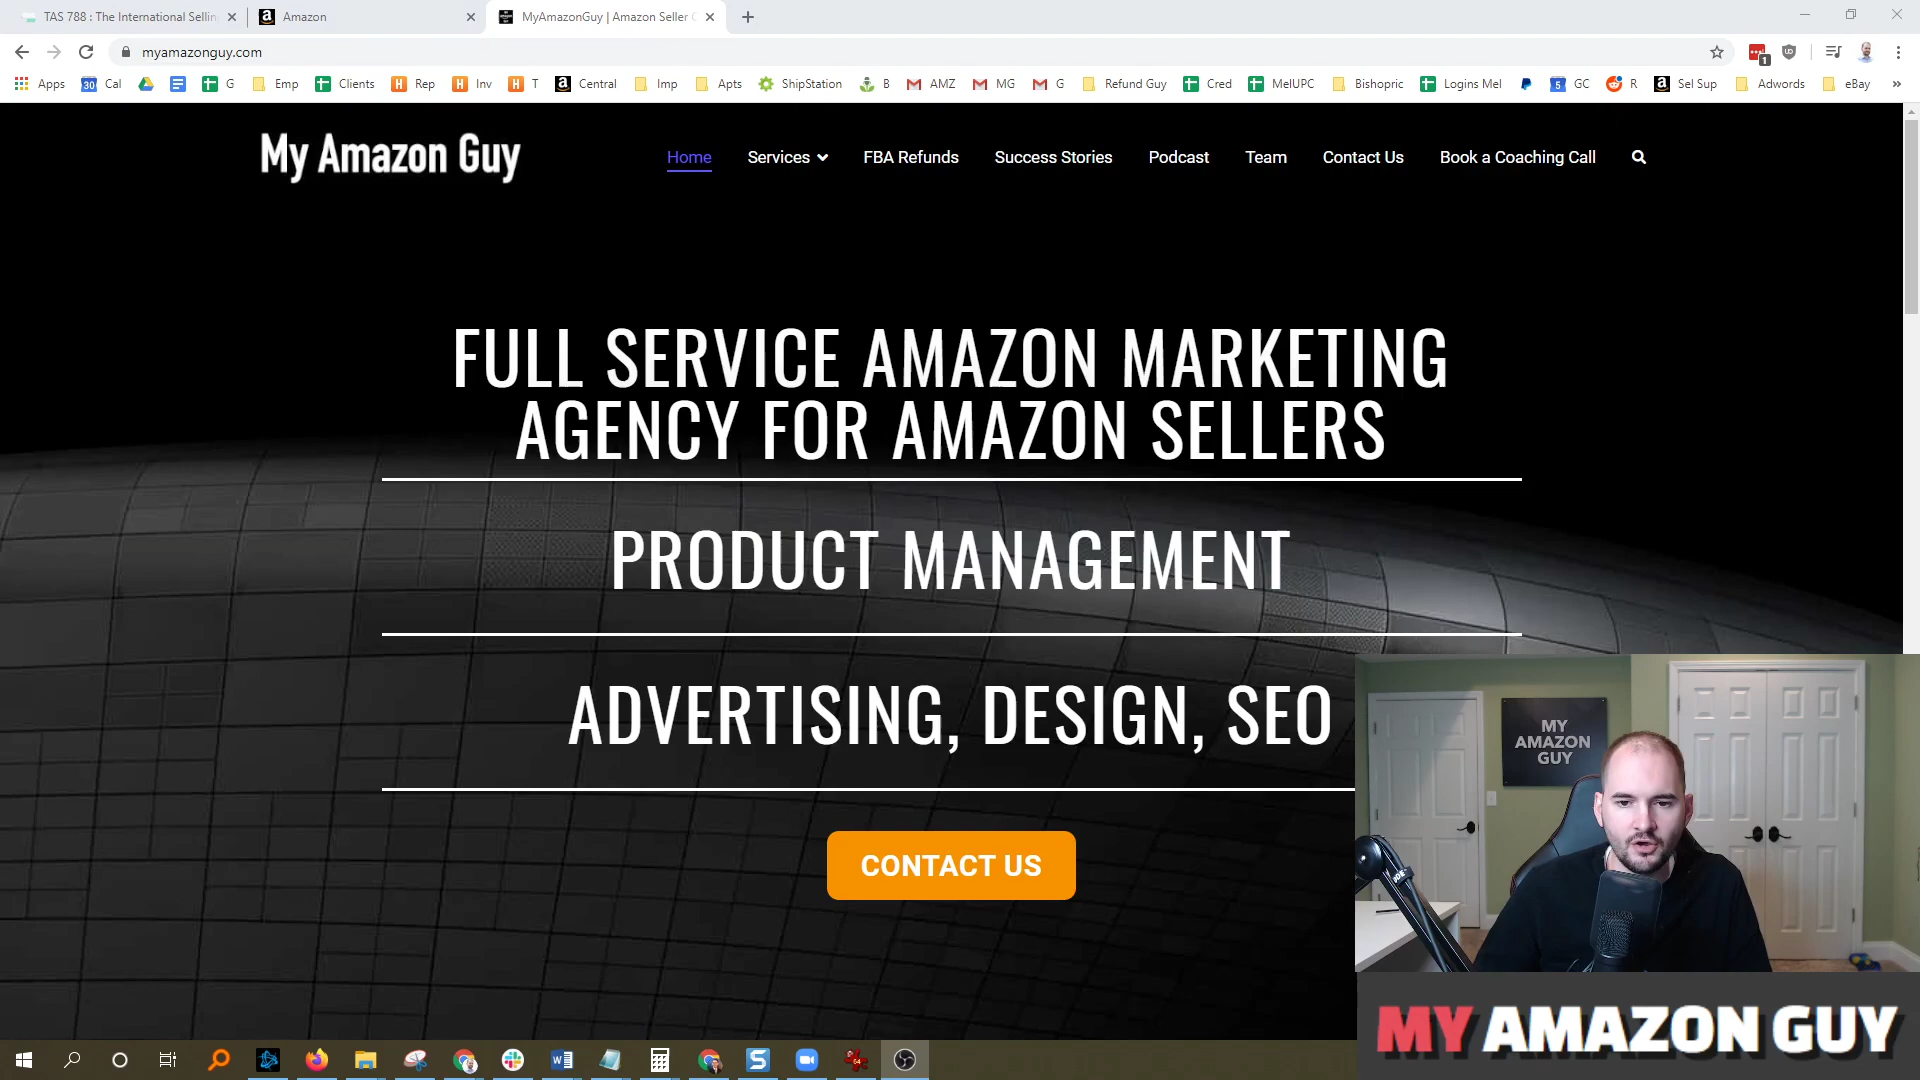 TAS 788 : The International Sellin
Amazon
MyAmazonGuy | Amazon Seller C
myamazonguy.com
1
Apps
30 Cal
G
Emp
Clients
Rep
Inv
T
Central
Imp
Apts
ShipStation
B
AMZ
MG
G
Refund Guy
Cred
MelUPC
Bishopric
Logins Mel
5 GC
R
Sel Sup
Adwords
eBay
»
My Amazon Guy
Home
Services
FBA Refunds
Success Stories
Podcast
Team
Contact Us
Book a Coaching Call
FULL SERVICE AMAZON MARKETING
AGENCY FOR AMAZON SELLERS
PRODUCT MANAGEMENT
ADVERTISING, DESIGN, SEO
CONTACT US
MY
AMAZON
GUY
MY AMAZON GUY